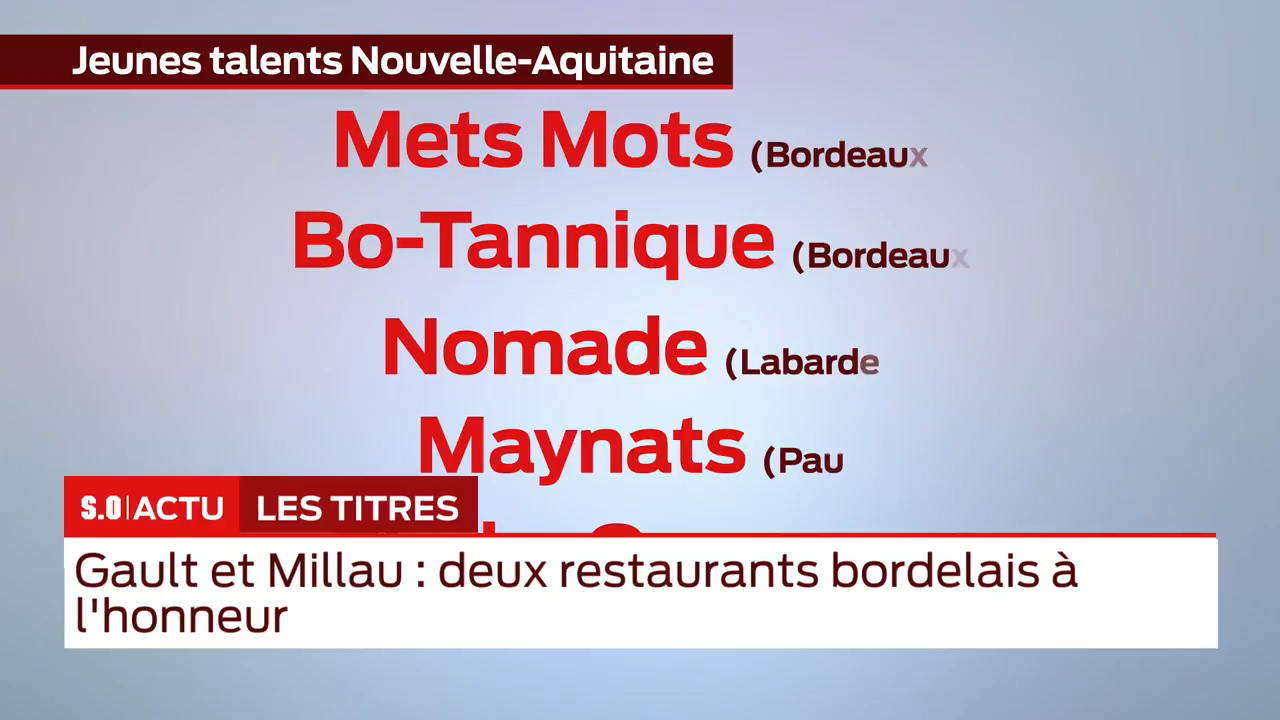 Jeunes talents Nouvelle-Aquitaine
Mets Mots (Bordeaux
Bo-Tannique (Bordeaux
Nomade (Labarde
Maynats (Pau
S.O ACTU LES TITRES
Gault et Millau : deux restaurants bordelais à
l'honneur